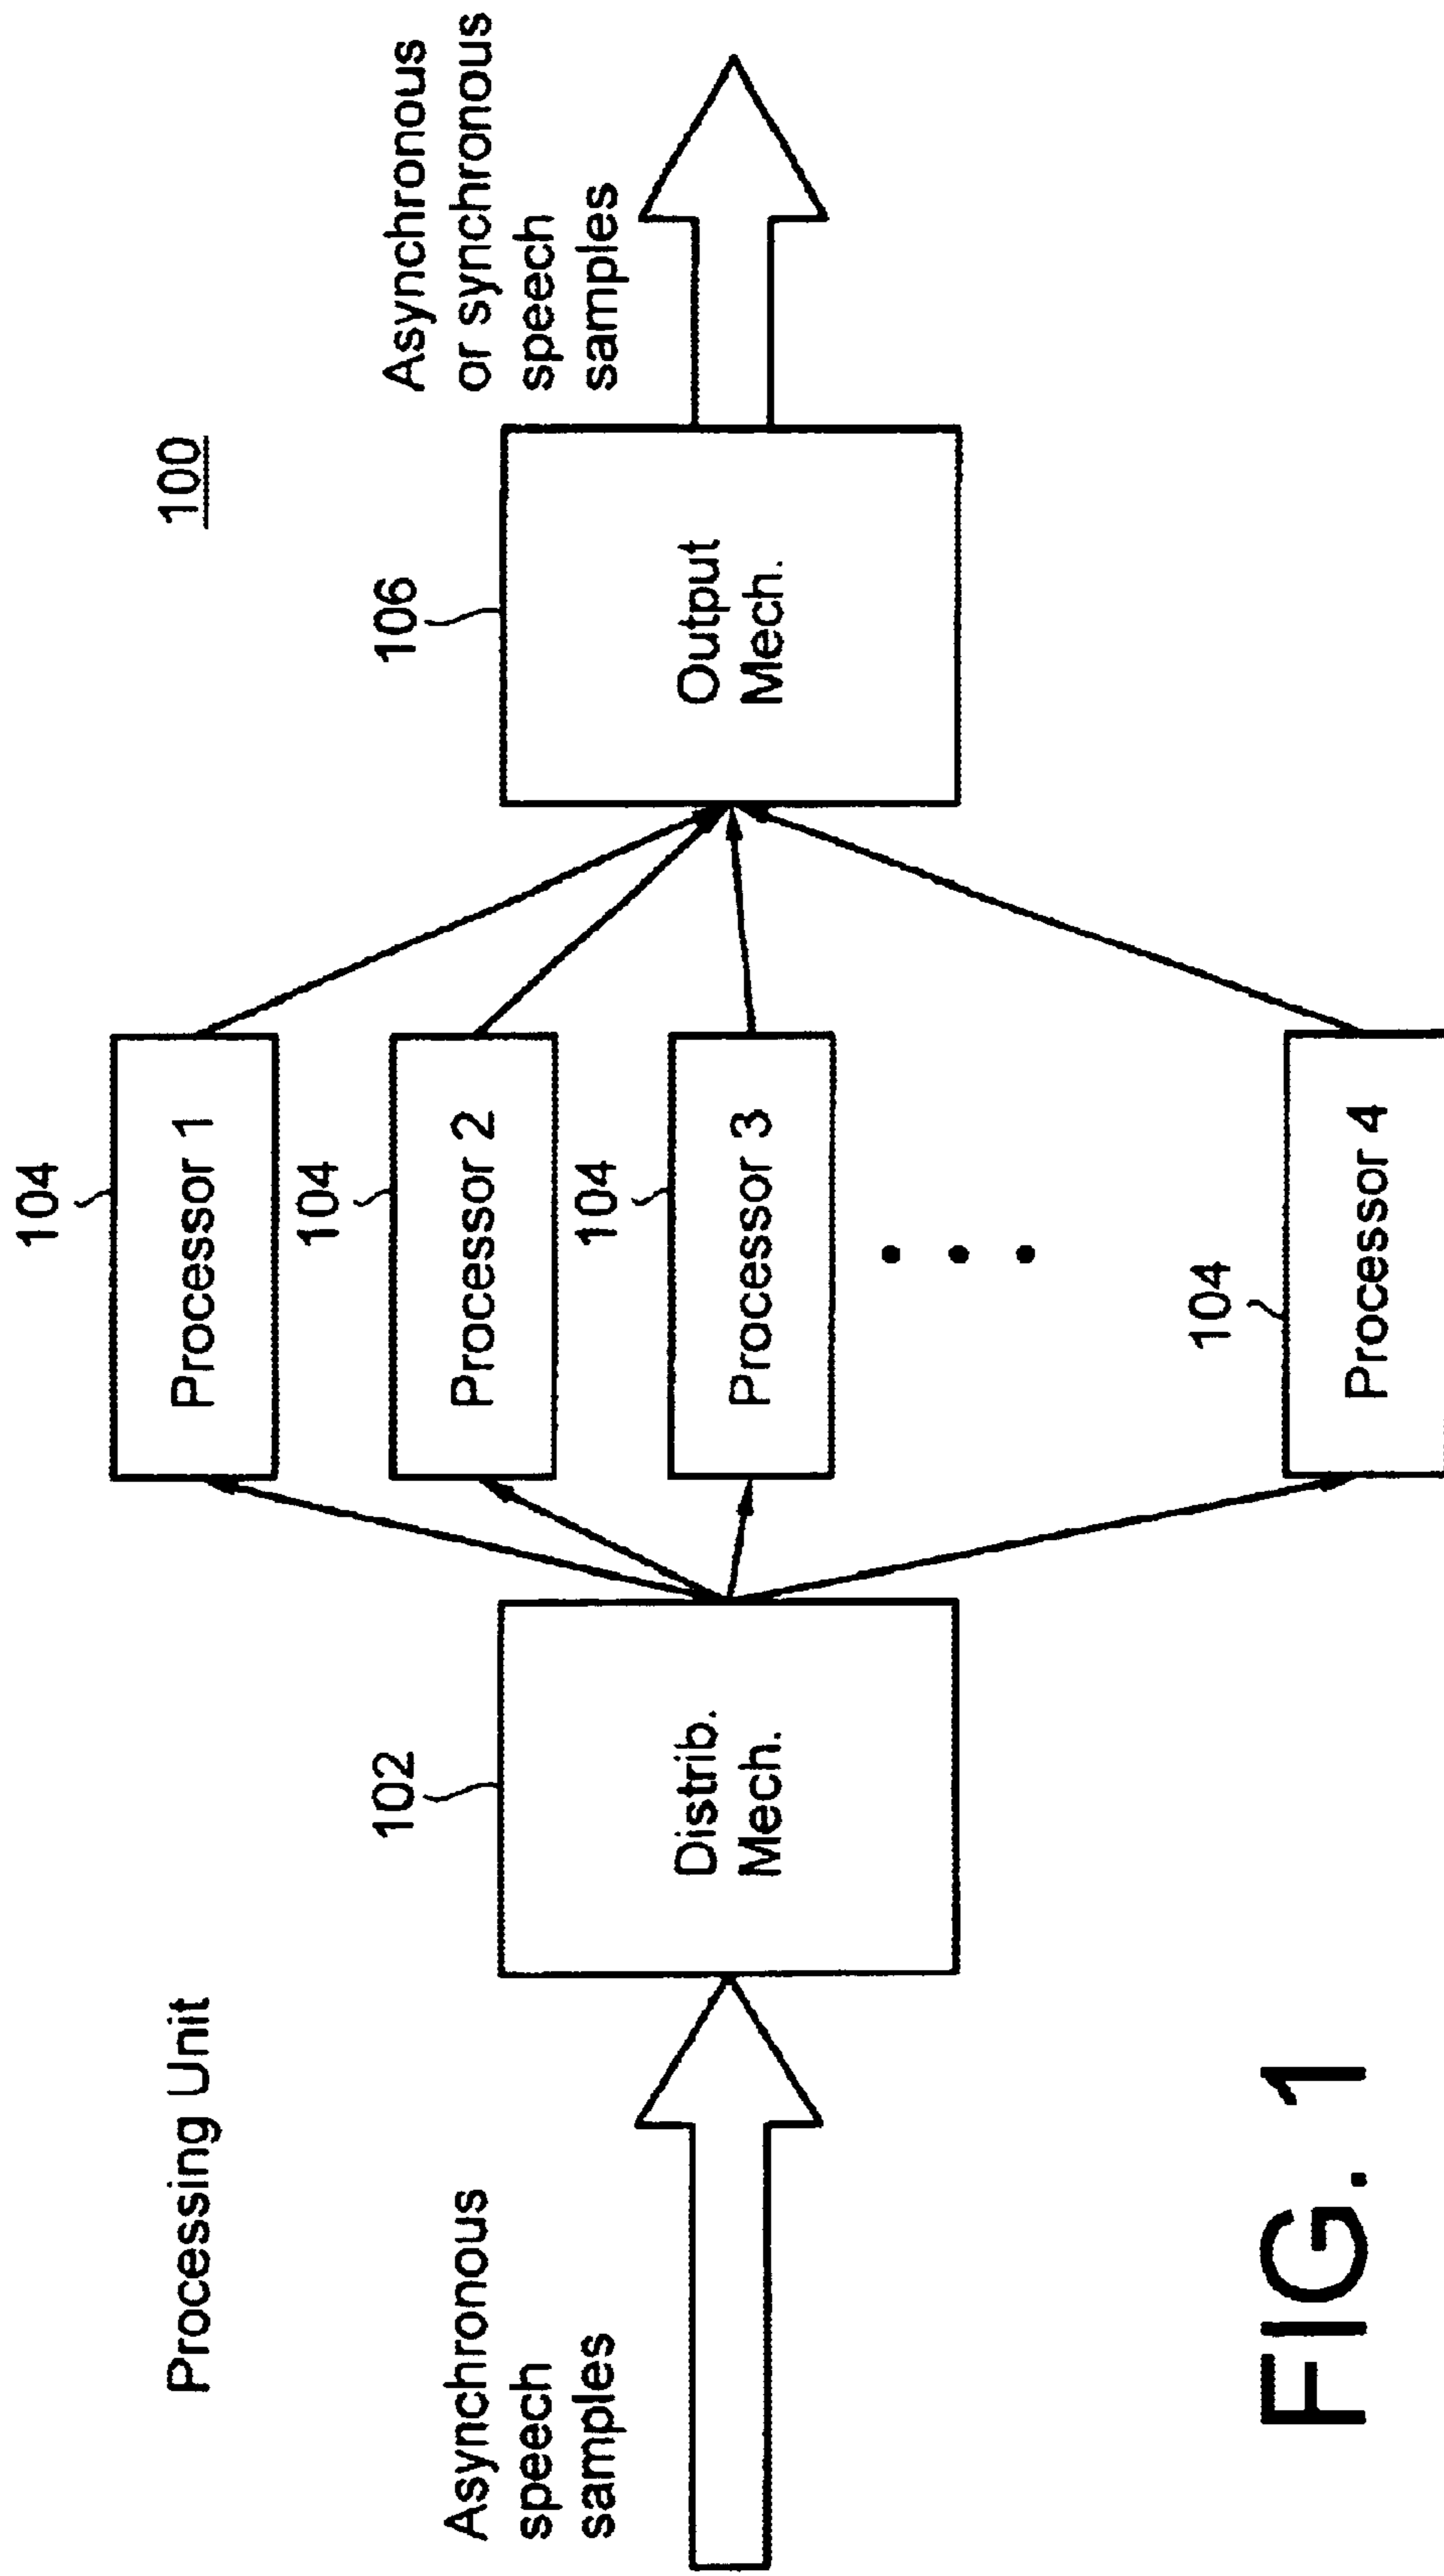 Processing Unit
100
Asynchronous
speech
samples
102
Distrib.
Mech.
104
Processor 1
104
Processor 2
104
Processor 3
104
Processor 4
106
Output
Mech.
Asynchronous
or synchronous
speech
samples
FIG. 1